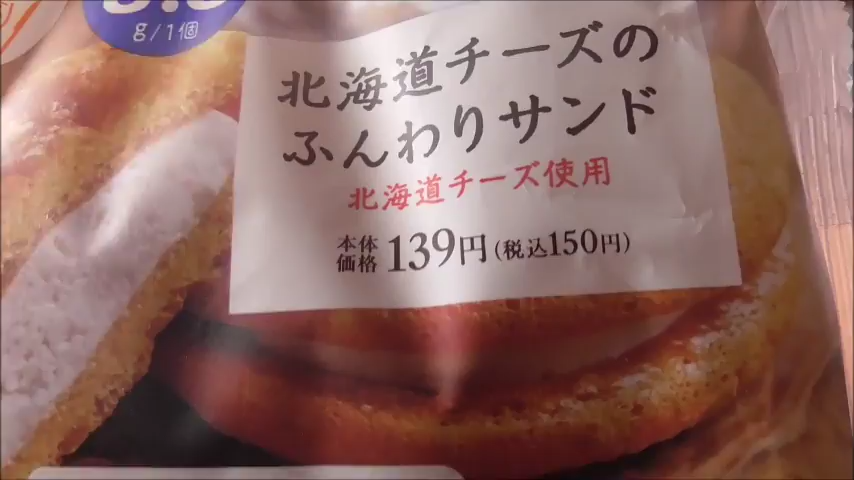 g/1個
北海道チーズの
ふんわりサンド
北海道チーズ使用
本体価格 139円(税込150円)